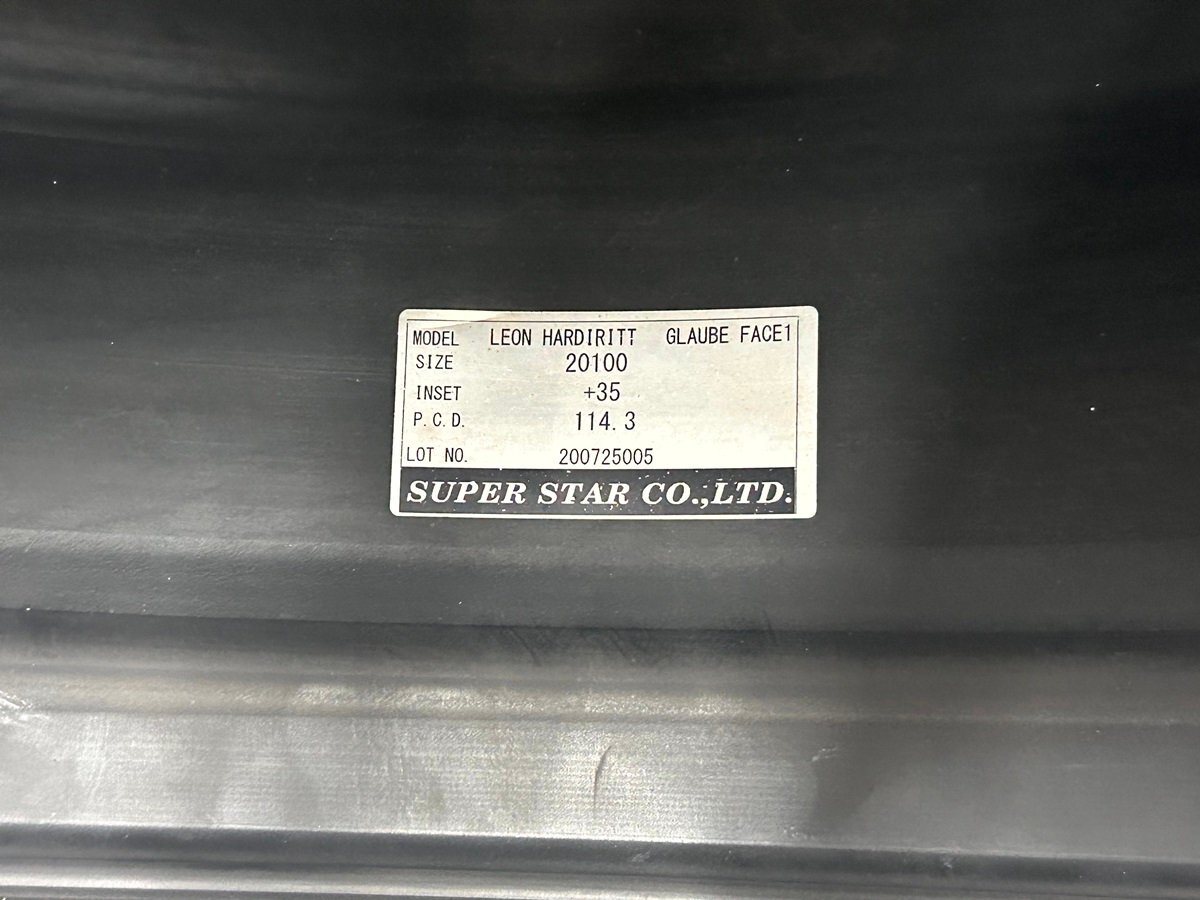 MODEL LEON HARDIRITT GLAUBE FACE1
SIZE 20100
INSET +35
P.C.D. 114.3
LOT NO. 200725005
SUPER STAR CO.,LTD.